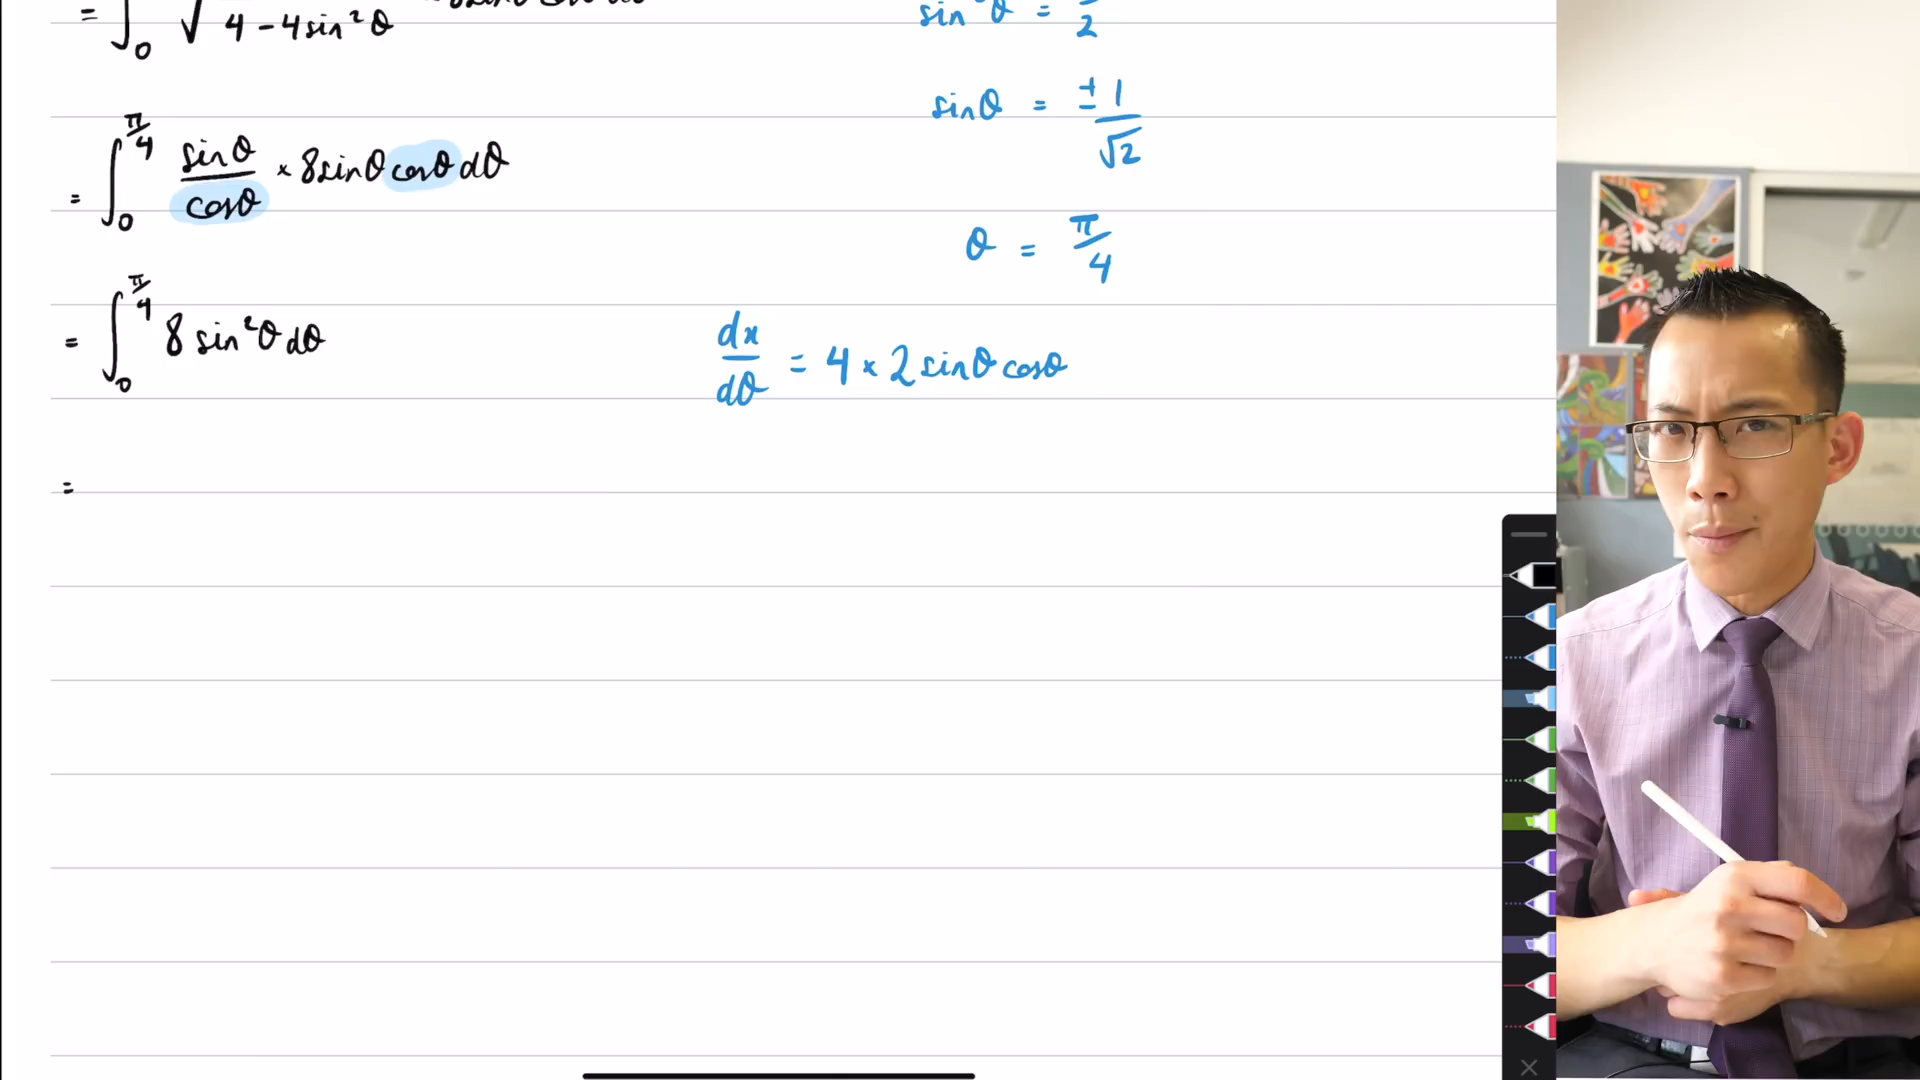 = ∫₀ √ 4 - 4sin²θ
sin²θ = /2
sinθ = ±1/√2
= ∫₀^(π/4) sinθ/cosθ × 8sinθ cosθ dθ
θ = π/4
= ∫₀^(π/4) 8 sin²θ dθ
dx/dθ = 4 × 2 sinθ cosθ
=